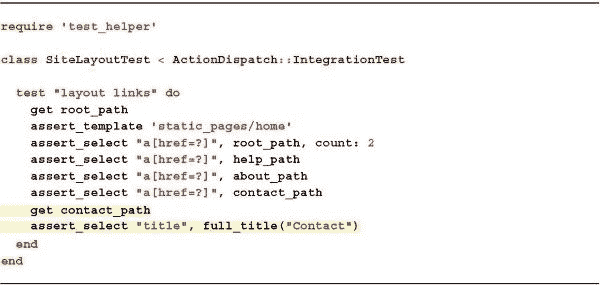 require 'test_helper'
class SiteLayoutTest < ActionDispatch::IntegrationTest
test "layout links" do
get root_path
assert_template 'static_pages/home'
assert_select "a[href=?]", root_path, count: 2
assert_select "a[href=?]", help_path
assert_select "a[href=?]", about_path
assert_select "a[href=?]", contact_path
get contact_path
assert_select "title", full_title("Contact")
end
end